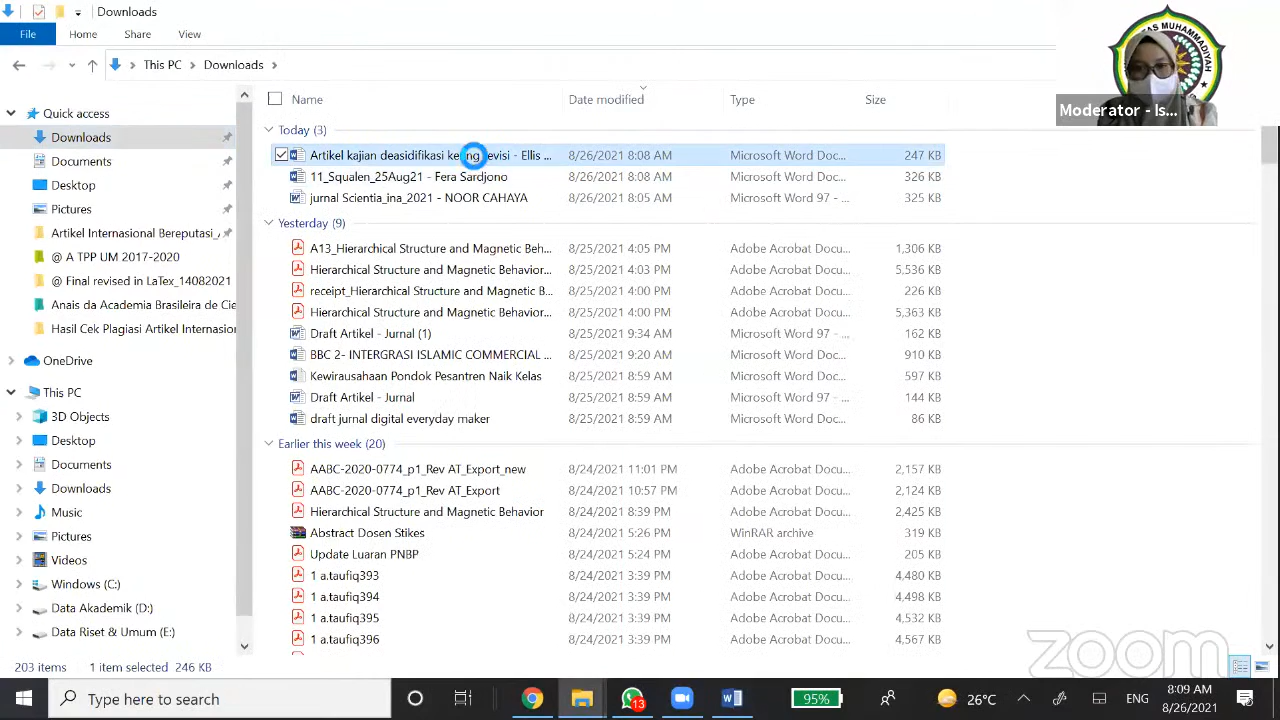 Downloads
File Home Share View
This PC Downloads
Name Date modified Type Size
Quick access
Downloads
Documents
Desktop
Pictures
Artikel Internasional Bereputasi_
@ A TPP UM 2017-2020
@ Final revised in LaTex_14082021
Anais da Academia Brasileira de Cie
Hasil Cek Plagiasi Artikel Internasion
OneDrive
This PC
3D Objects
Desktop
Documents
Downloads
Music
Pictures
Videos
Windows (C:)
Data Akademik (D:)
Data Riset & Umum (E:)
Today (3)
Artikel kajian deasidifikasi revisi - Ellis ... 8/26/2021 8:08 AM Microsoft Word Doc... 247 KB
11_Squalen_25Aug21 - Fera Sardjono 8/26/2021 8:08 AM Microsoft Word Doc... 326 KB
jurnal Scientia_ina_2021 - NOOR CAHAYA 8/26/2021 8:05 AM Microsoft Word 97 - ... 325 KB
Yesterday (9)
A13_Hierarchical Structure and Magnetic Beh... 8/25/2021 4:05 PM Adobe Acrobat Docu... 1,306 KB
Hierarchical Structure and Magnetic Behavior... 8/25/2021 4:03 PM Adobe Acrobat Docu... 5,536 KB
receipt_Hierarchical Structure and Magnetic B... 8/25/2021 4:00 PM Adobe Acrobat Docu... 226 KB
Hierarchical Structure and Magnetic Behavior... 8/25/2021 4:00 PM Adobe Acrobat Docu... 5,363 KB
Draft Artikel - Jurnal (1) 8/25/2021 9:34 AM Microsoft Word 97 - ... 162 KB
BBC 2- INTERGRASI ISLAMIC COMMERCIAL ... 8/25/2021 9:20 AM Microsoft Word Doc... 910 KB
Kewirausahaan Pondok Pesantren Naik Kelas 8/25/2021 8:59 AM Microsoft Word Doc... 597 KB
Draft Artikel - Jurnal 8/25/2021 8:59 AM Microsoft Word 97 - ... 144 KB
draft jurnal digital everyday maker 8/25/2021 8:59 AM Microsoft Word Doc... 86 KB
Earlier this week (20)
AABC-2020-0774_p1_Rev AT_Export_new 8/24/2021 11:01 PM Adobe Acrobat Docu... 2,157 KB
AABC-2020-0774_p1_Rev AT_Export 8/24/2021 10:57 PM Adobe Acrobat Docu... 2,124 KB
Hierarchical Structure and Magnetic Behavior 8/24/2021 8:39 PM Adobe Acrobat Docu... 2,425 KB
Abstract Dosen Stikes 8/24/2021 5:26 PM WinRAR archive 319 KB
Update Luaran PNBP 8/24/2021 5:24 PM Adobe Acrobat Docu... 205 KB
1 a.taufiq393 8/24/2021 3:39 PM Adobe Acrobat Docu... 4,480 KB
1 a.taufiq394 8/24/2021 3:39 PM Adobe Acrobat Docu... 4,498 KB
1 a.taufiq395 8/24/2021 3:39 PM Adobe Acrobat Docu... 4,532 KB
1 a.taufiq396 8/24/2021 3:39 PM Adobe Acrobat Docu... 4,567 KB
203 items 1 item selected 246 KB
MUHAMMADIYAH
Moderator - Is...
zoom
Type here to search
13
95%
26°C
ENG
8:09 AM
8/26/2021